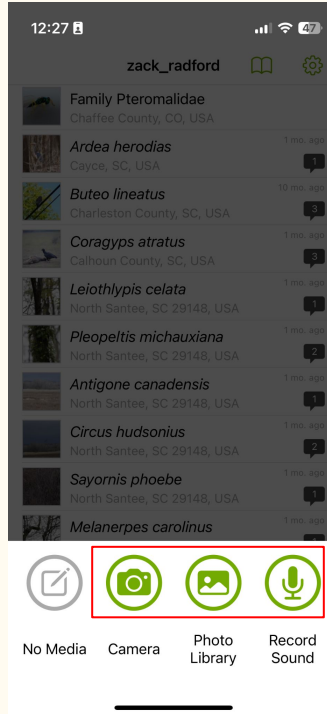 12:27
47
zack_radford
Family Pteromalidae
Chaffee County, CO, USA
Ardea herodias
1 mo. ago
Cayce, SC, USA
1
Buteo lineatus
10 mo. ago
Charleston County, SC, USA
3
Coragyps atratus
1 mo. ago
Calhoun County, SC, USA
3
Leiothlypis celata
1 mo. ago
North Santee, SC 29148, USA
1
Pleopeltis michauxiana
1 mo. ago
North Santee, SC 29148, USA
2
Antigone canadensis
1 mo. ago
North Santee, SC 29148, USA
1
Circus hudsonius
1 mo. ago
North Santee, SC 29148, USA
2
Sayornis phoebe
1 mo. ago
North Santee, SC 29148, USA
1
Melanerpes carolinus
1 mo. ago
No Media
Camera
Photo
Library
Record
Sound